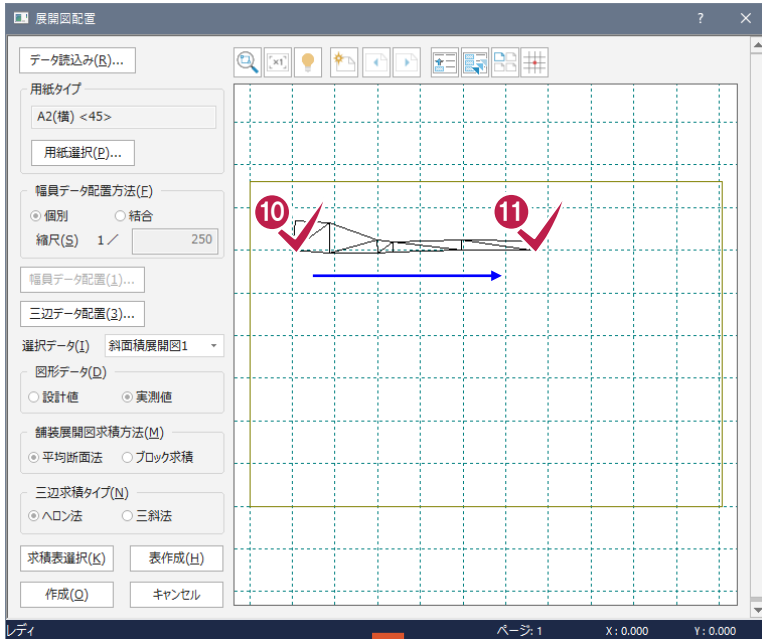 展開図配置
? ×
データ読込み(R)...
用紙タイプ
A2(横) <45>
用紙選択(P)...
幅員データ配置方法(F)
個別 結合
縮尺(S) 1/ 250
幅員データ配置(1)...
三辺データ配置(3)...
選択データ(I) 斜面積展開図1
図形データ(D)
設計値 実測値
舗装展開図求積方法(M)
平均断面法 ブロック求積
三辺求積タイプ(N)
ヘロン法 三斜法
求積表選択(K) 表作成(H)
作成(O) キャンセル
×1
10 11
レディ ページ: 1 X : 0.000 Y : 0.000